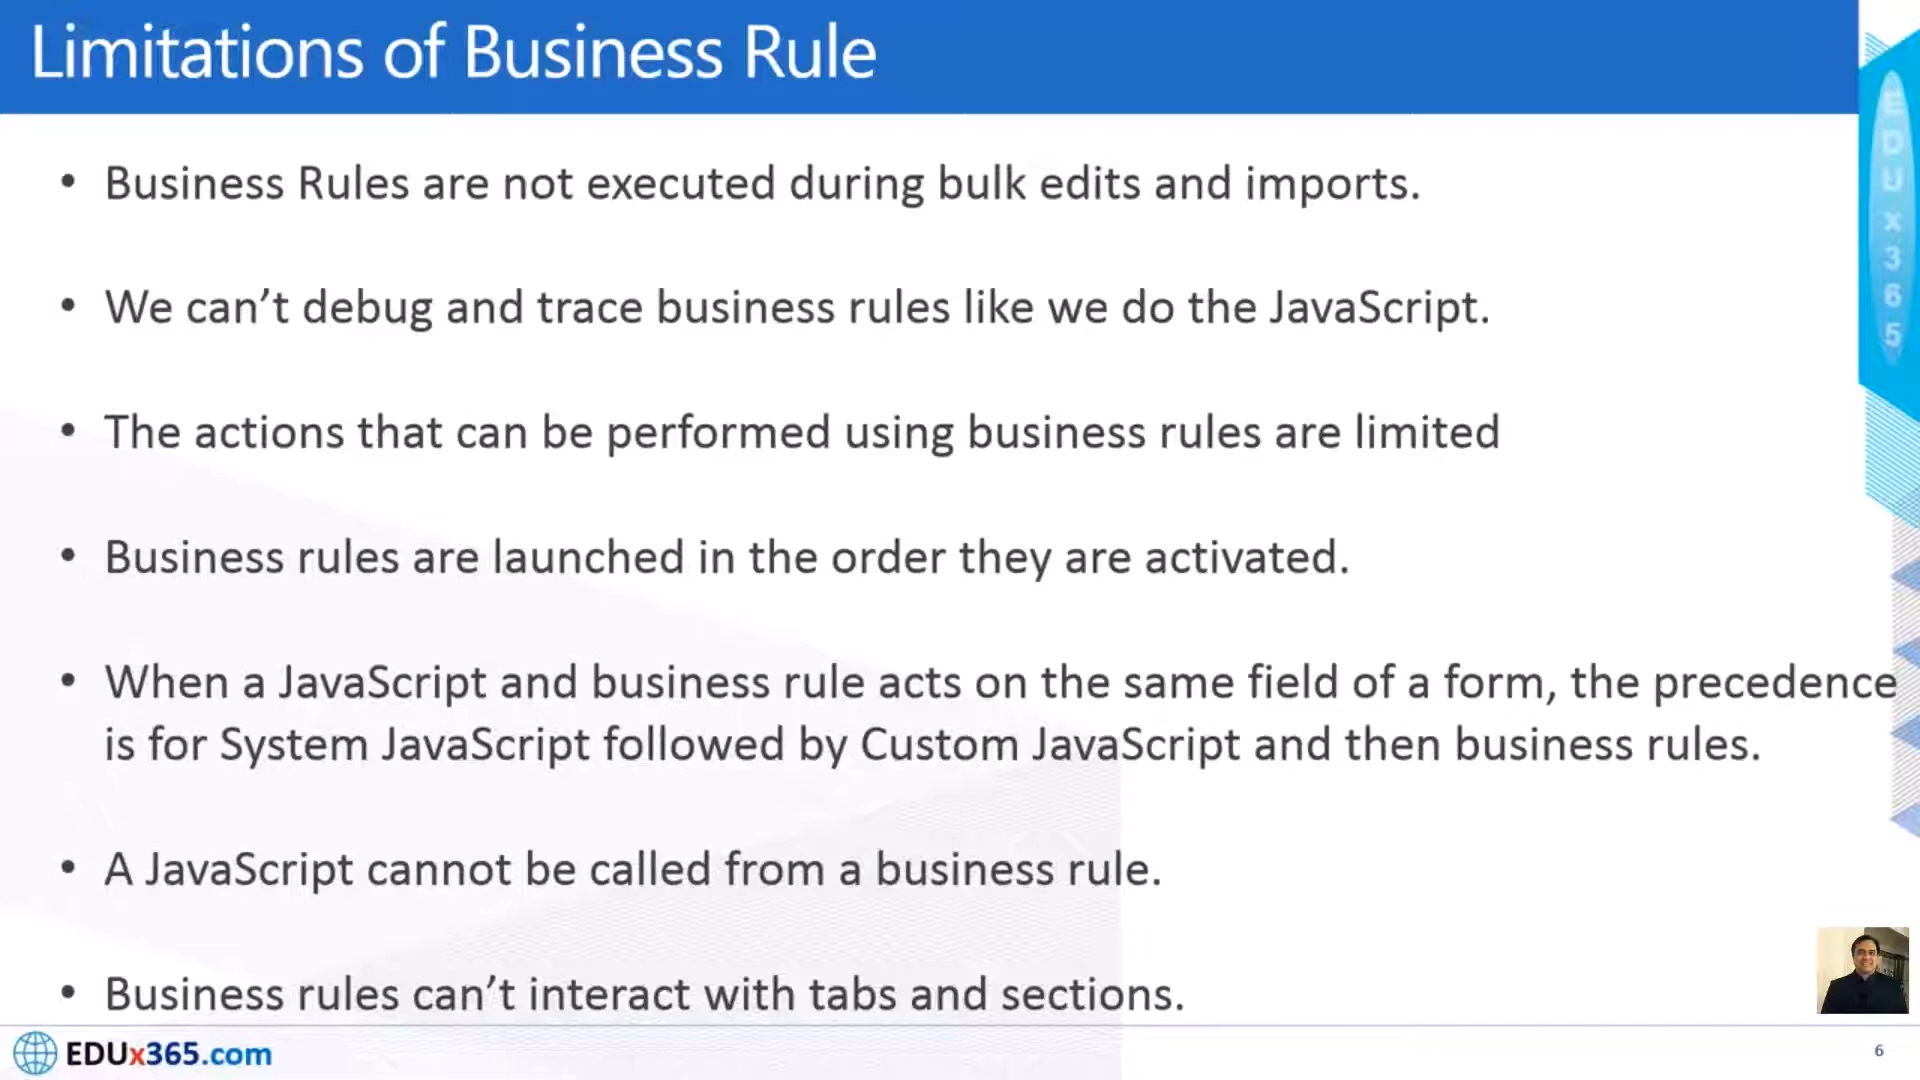 Limitations of Business Rule
• Business Rules are not executed during bulk edits and imports.
• We can’t debug and trace business rules like we do the JavaScript.
• The actions that can be performed using business rules are limited
• Business rules are launched in the order they are activated.
• When a JavaScript and business rule acts on the same field of a form, the precedence
is for System JavaScript followed by Custom JavaScript and then business rules.
• A JavaScript cannot be called from a business rule.
• Business rules can’t interact with tabs and sections.
EDUx365
EDUx365.com
6